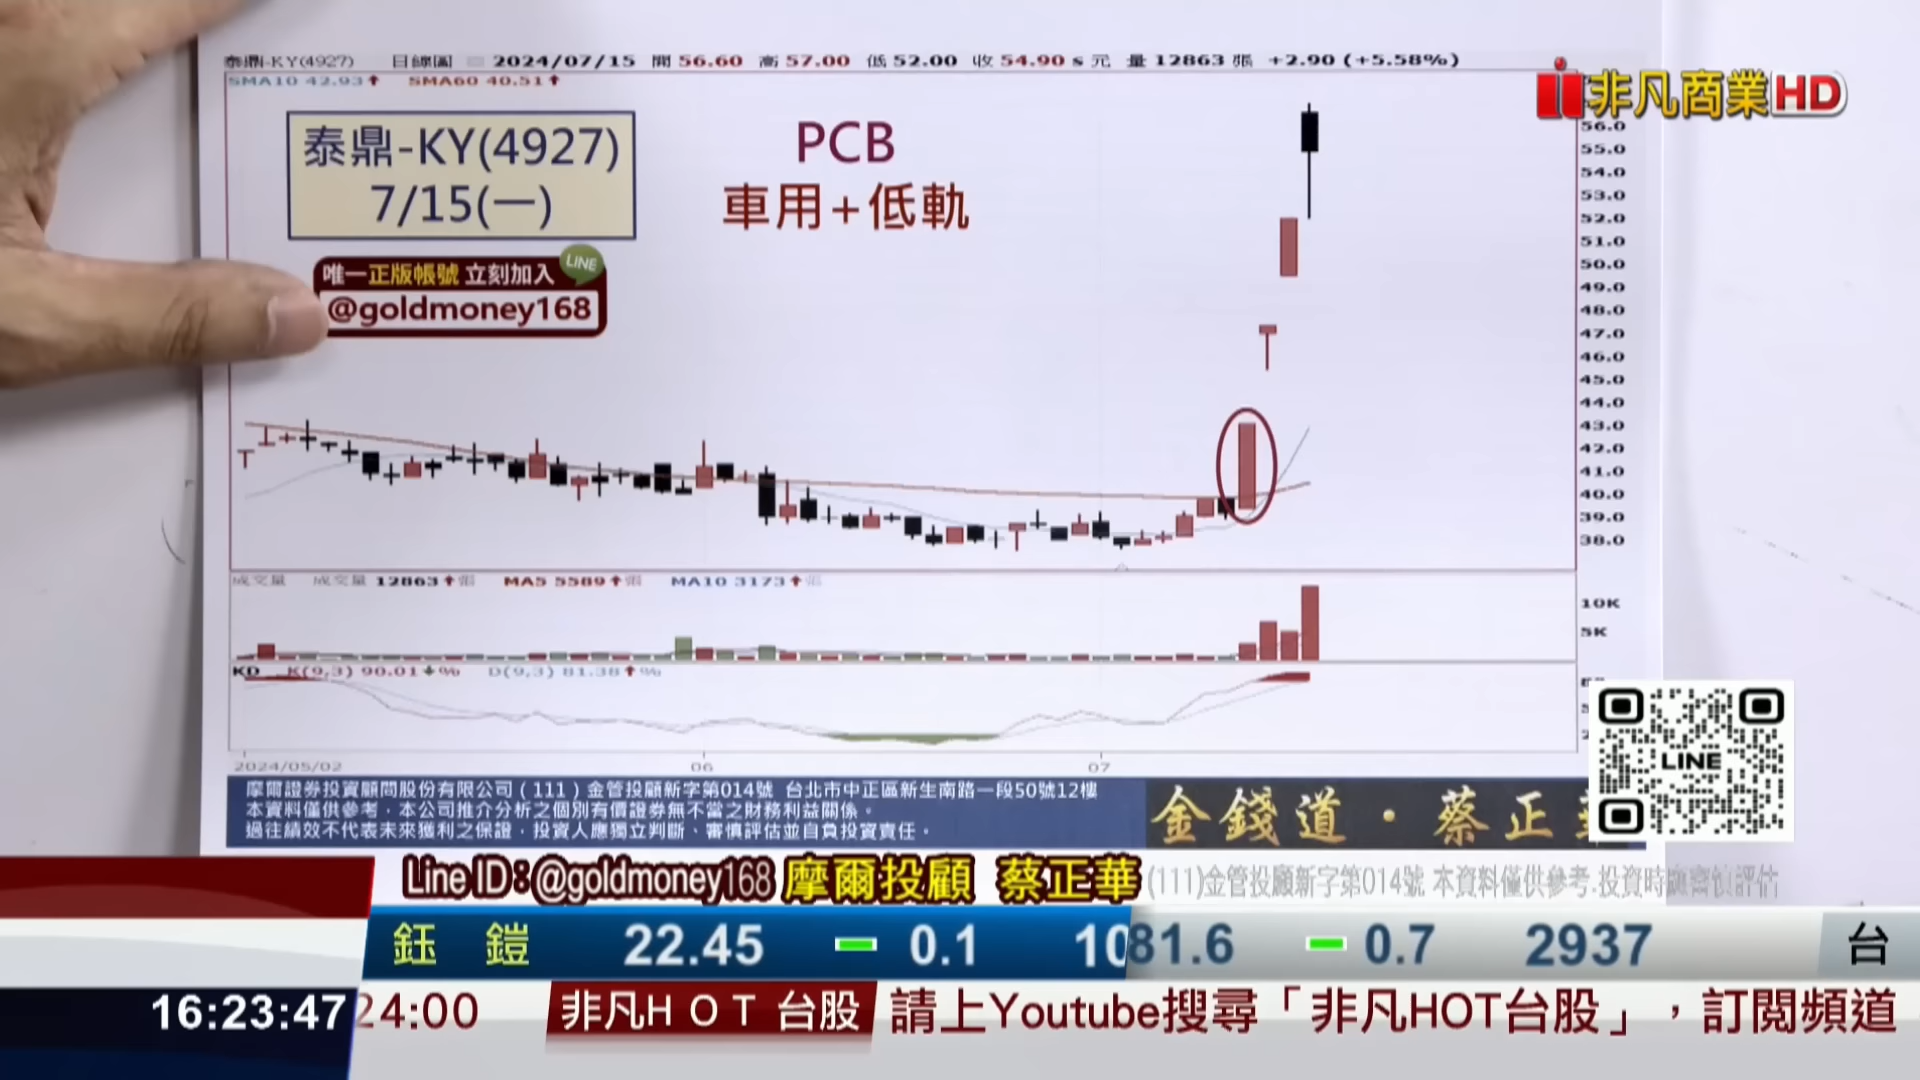 泰鼎-KY(4927) 日線圖 2024/07/15 開 56.60 高 57.00 低 52.00 收 54.90 s 元 量 12863 張 +2.90 (+5.58%)
SMA10 42.93 SMA60 40.51
非凡商業HD
泰鼎-KY(4927)
7/15(一)
PCB
車用+低軌
唯一正版帳號 立刻加入
LINE
@goldmoney168
56.0
55.0
54.0
53.0
52.0
51.0
50.0
49.0
48.0
47.0
46.0
45.0
44.0
43.0
42.0
41.0
40.0
39.0
38.0
成交量 成交量 12863 張 MA5 5589 張 MA10 3173 張
10K
5K
KD K(9,3) 90.01 % D(9,3) 81.38 %
2024/05/02 06 07
LINE
摩爾證券投資顧問股份有限公司（111）金管投顧新字第014號 台北市中正區新生南路一段50號12樓
本資料僅供參考，本公司推介分析之個別有價證券無不當之財務利益關係。
過往績效不代表未來獲利之保證，投資人應獨立判斷、審慎評估並自負投資責任。
金錢道・蔡正
Line ID：@goldmoney168 摩爾投顧 蔡正華 (111)金管投顧新字第014號 本資料僅供參考.投資時應審慎評估
鈺鎧 22.45 0.1 1081.6 0.7 2937 台
16:23:47 24:00 非凡HOT台股 請上Youtube搜尋「非凡HOT台股」，訂閱頻道